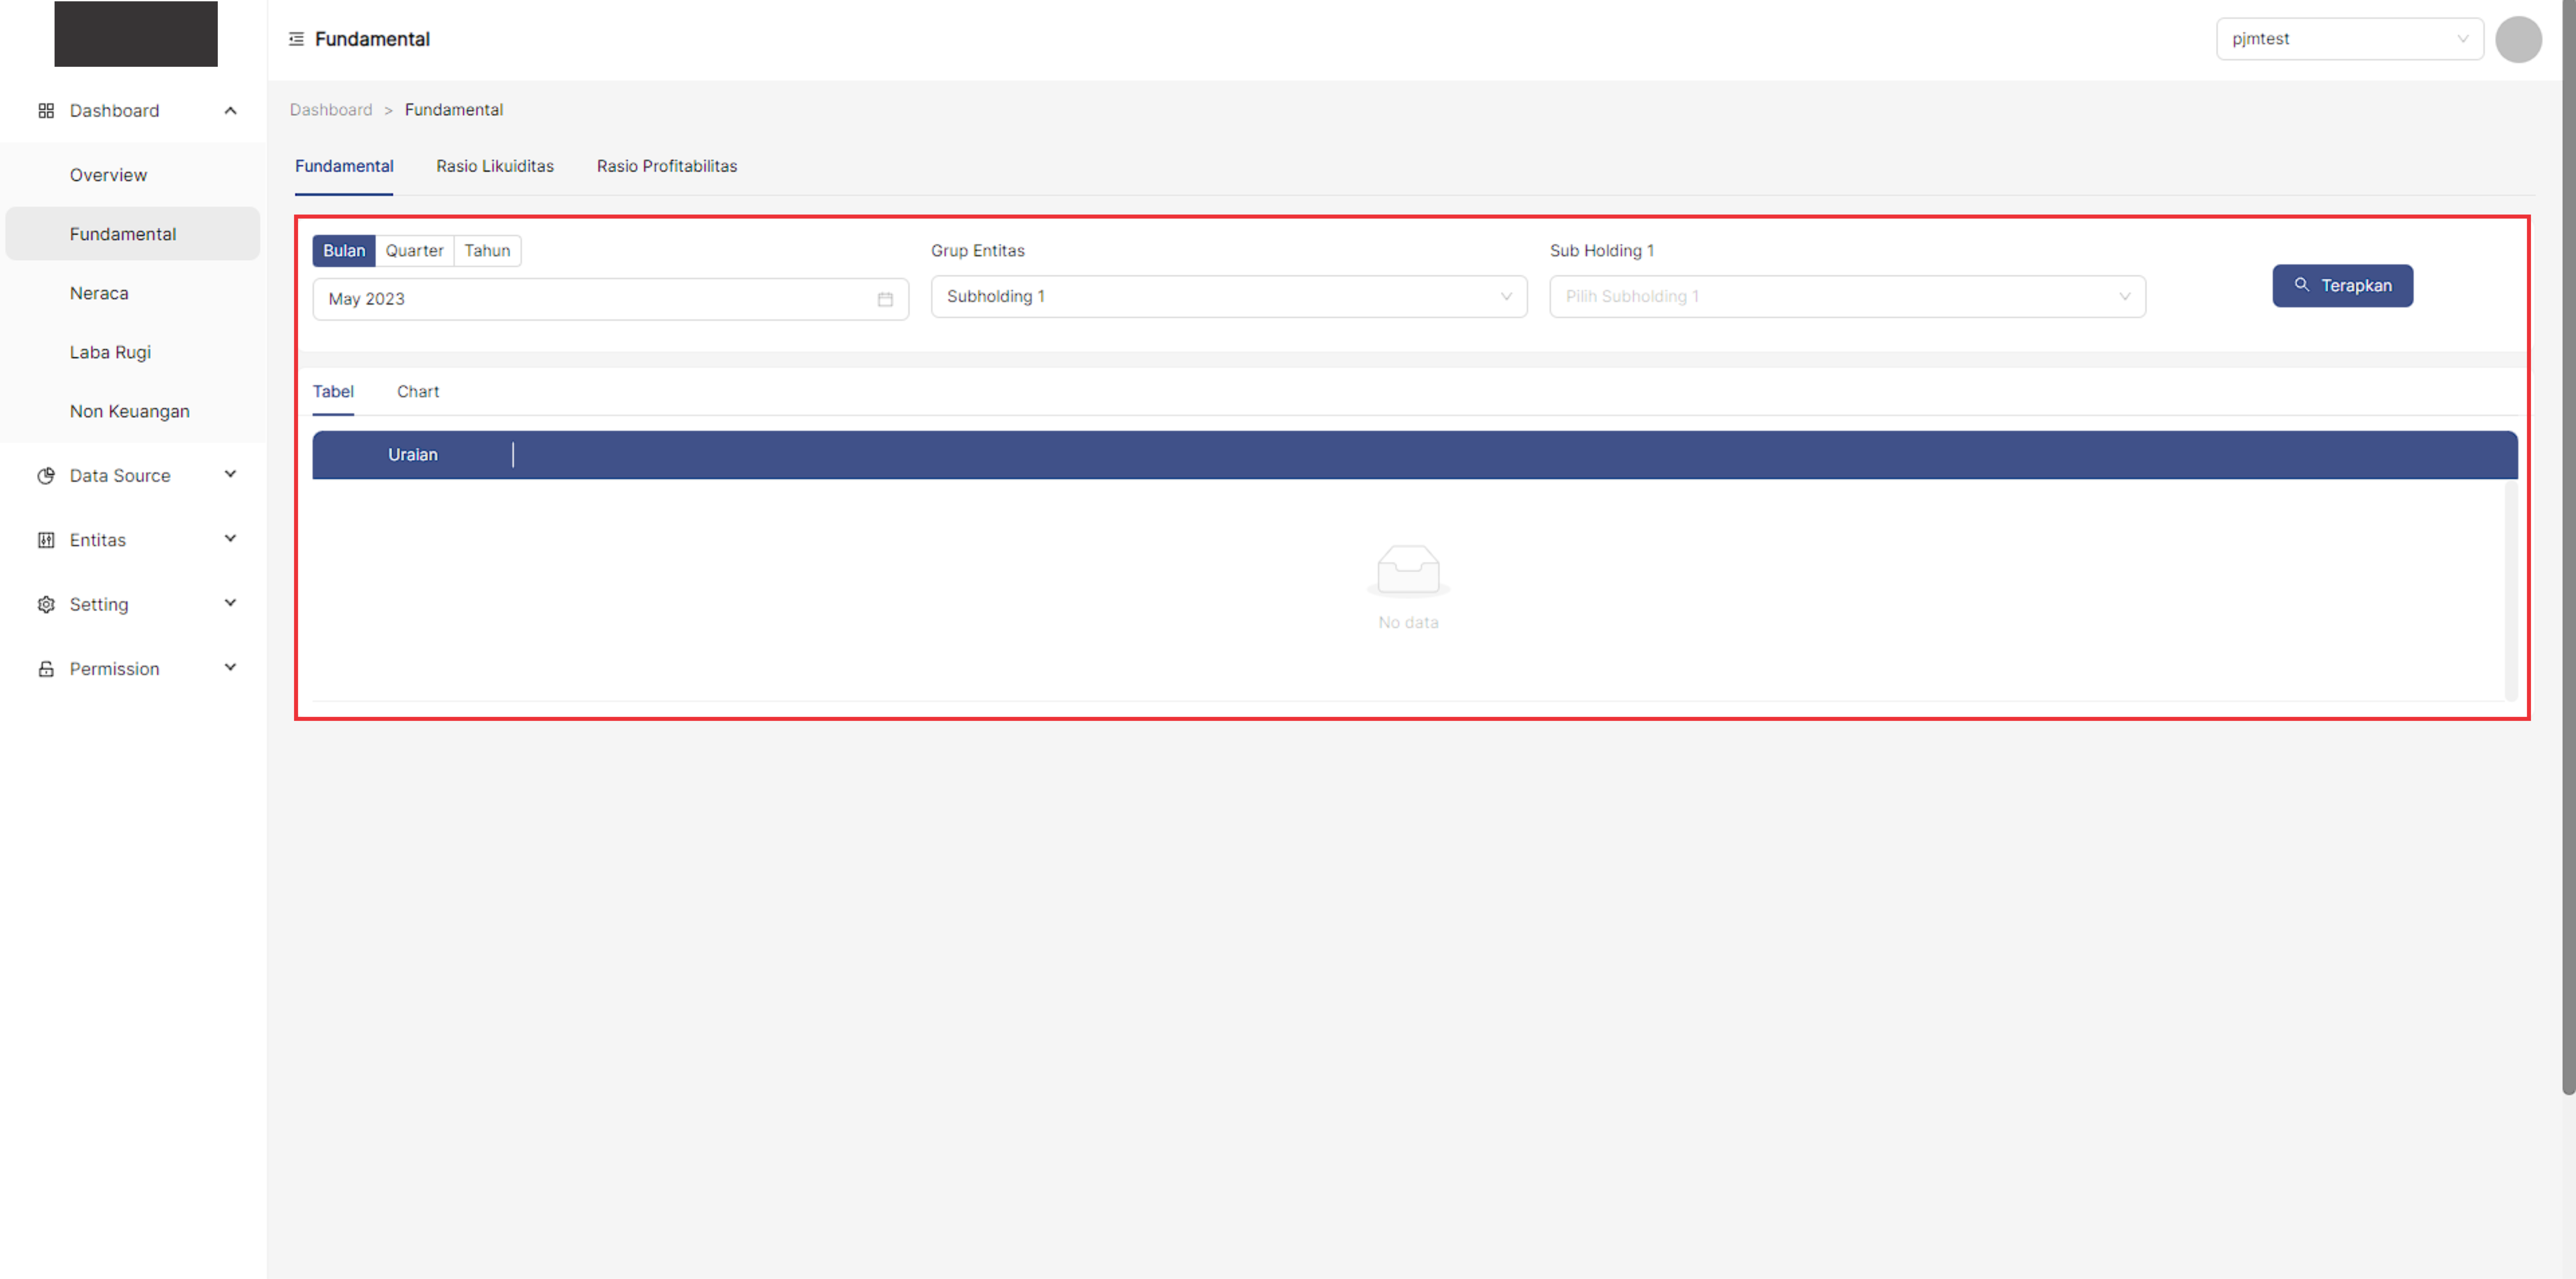 Fundamental
pjmtest
Dashboard
Overview
Fundamental
Neraca
Laba Rugi
Non Keuangan
Data Source
Entitas
Setting
Permission
Dashboard > Fundamental
Fundamental Rasio Likuiditas Rasio Profitabilitas
Bulan Quarter Tahun
May 2023
Grup Entitas
Subholding 1
Sub Holding 1
Pilih Subholding 1
Terapkan
Tabel Chart
Uraian
No data